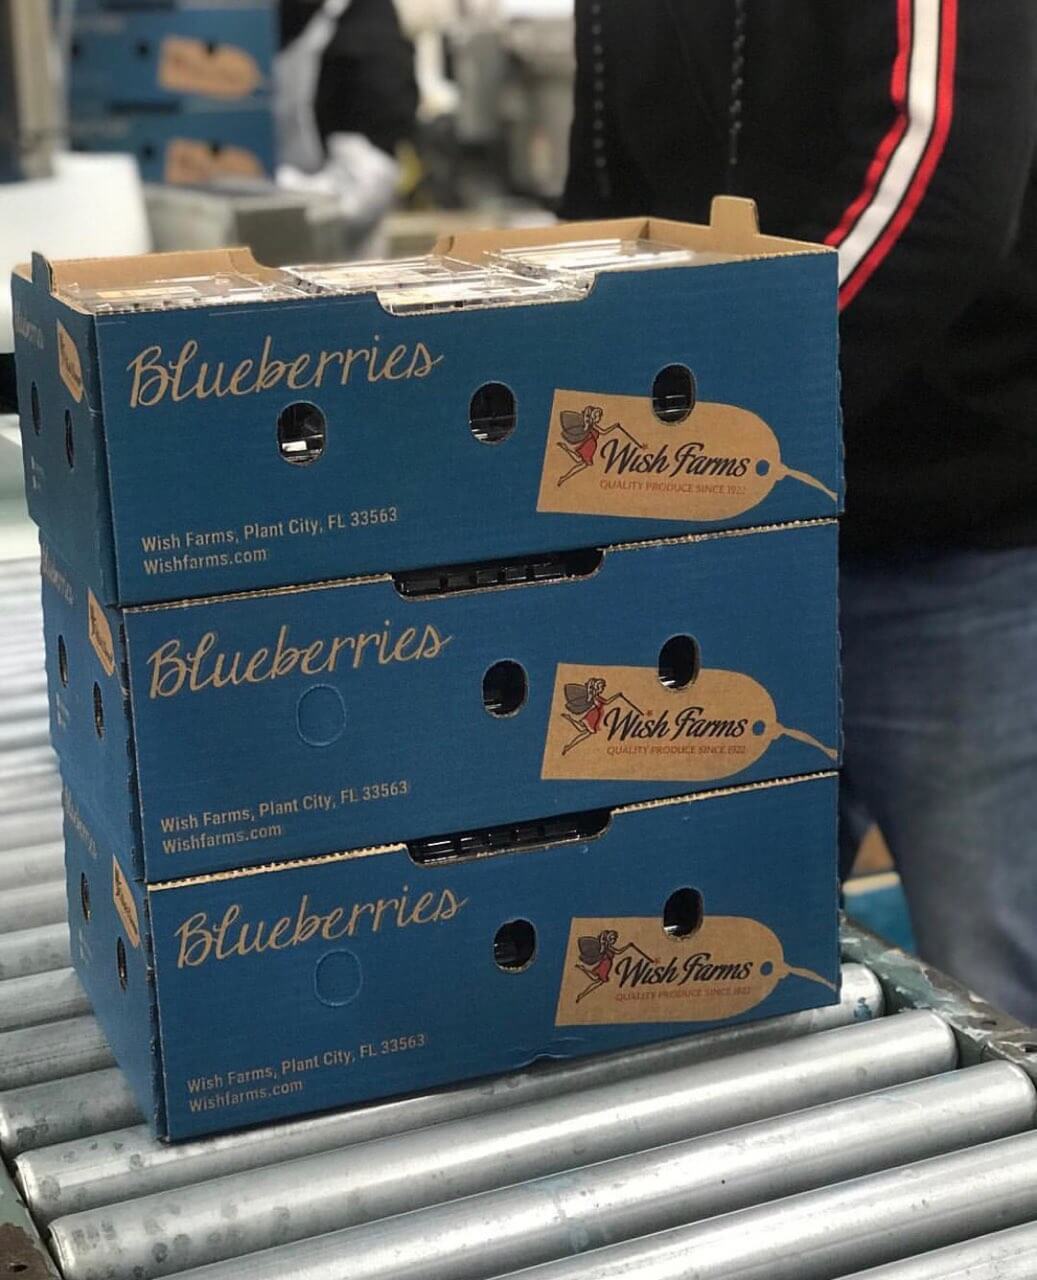 Blueberries
Wish Farms
QUALITY PRODUCE SINCE 1922
Wish Farms, Plant City, FL 33563
Wishfarms.com
Blueberries
Wish Farms
QUALITY PRODUCE SINCE 1922
Wish Farms, Plant City, FL 33563
Wishfarms.com
Blueberries
Wish Farms
QUALITY PRODUCE SINCE 1922
Wish Farms, Plant City, FL 33563
Wishfarms.com